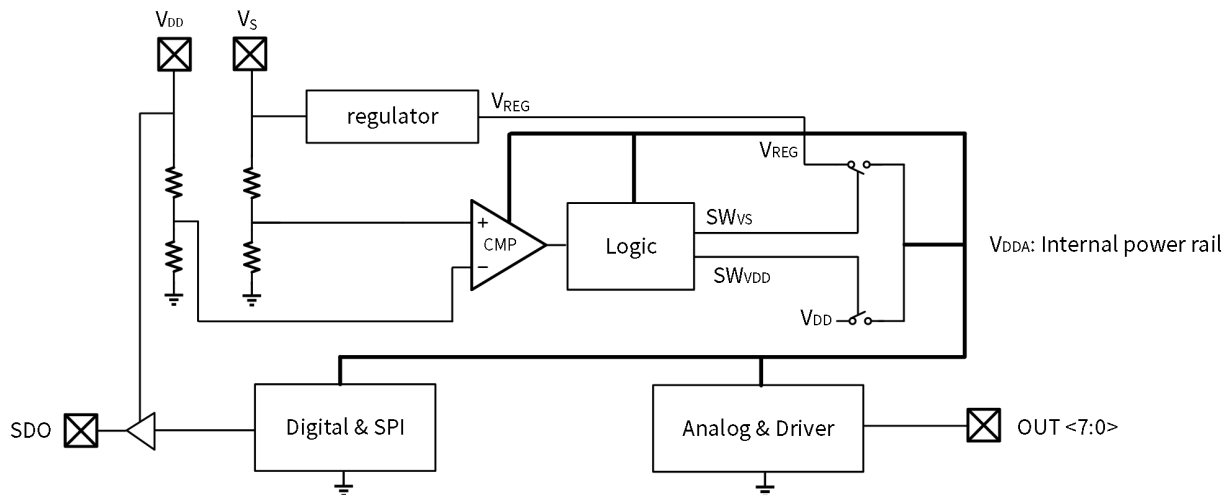 VDD
VS
regulator
VREG
VREG
+
CMP
−
Logic
SWVS
SWVDD
VDDA: Internal power rail
VDD
SDO
Digital & SPI
Analog & Driver
OUT <7:0>